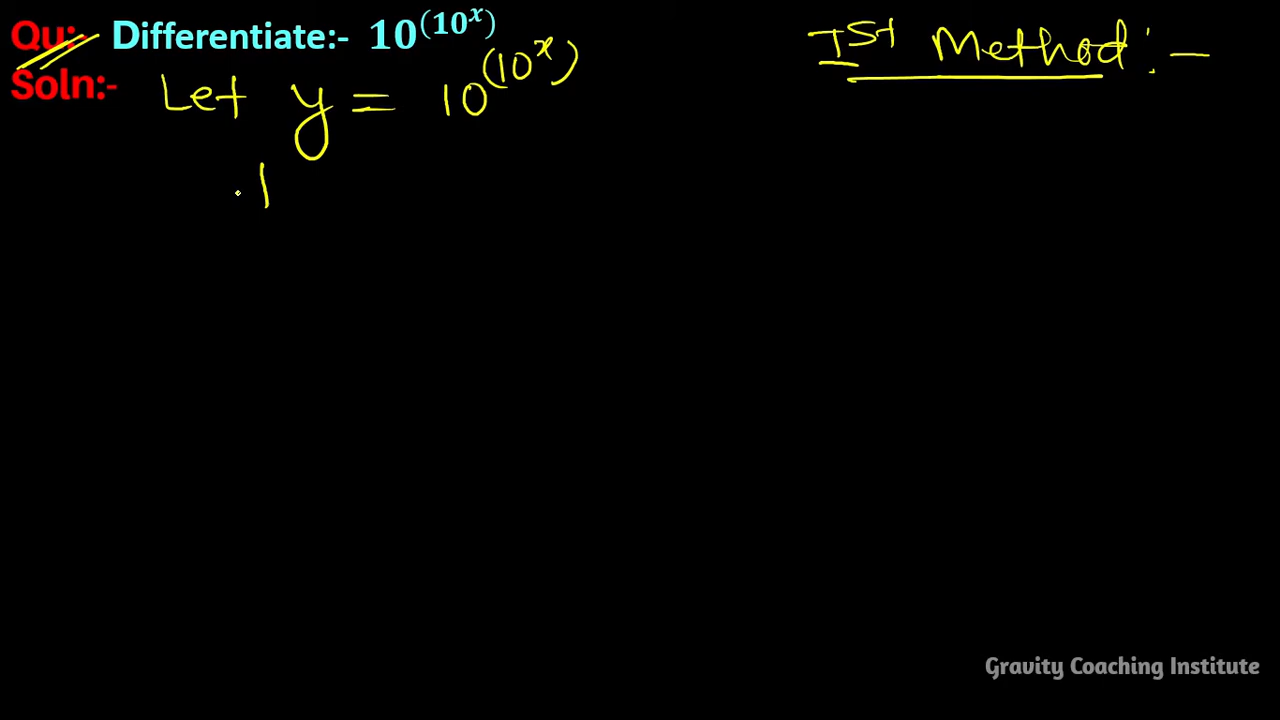 Qu:- Differentiate:- 10^(10^x)
Ist Method:-
Soln:- Let y = 10^(10^x)
Gravity Coaching Institute